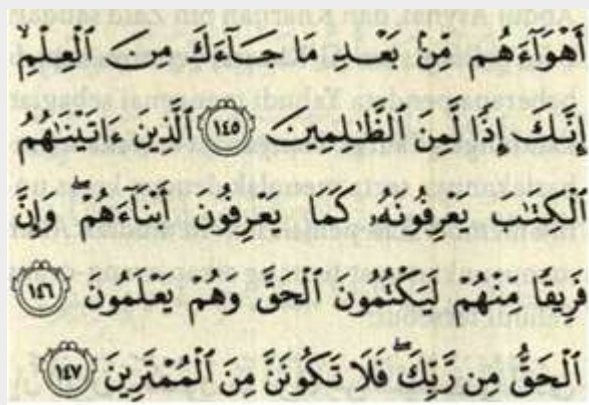 أَهْوَآءَهُم مِّنۢ بَعْدِ مَا جَآءَكَ مِنَ ٱلْعِلْمِۙ
إِنَّكَ إِذًا لَّمِنَ ٱلظَّٰلِمِينَ ١٤٥ ٱلَّذِينَ ءَاتَيْنَٰهُمُ
ٱلْكِتَٰبَ يَعْرِفُونَهُۥ كَمَا يَعْرِفُونَ أَبْنَآءَهُمْۖ وَإِنَّ
فَرِيقًا مِّنْهُمْ لَيَكْتُمُونَ ٱلْحَقَّ وَهُمْ يَعْلَمُونَ ١٤٦
ٱلْحَقُّ مِن رَّبِّكَۖ فَلَا تَكُونَنَّ مِنَ ٱلْمُمْتَرِينَ ١٤٧